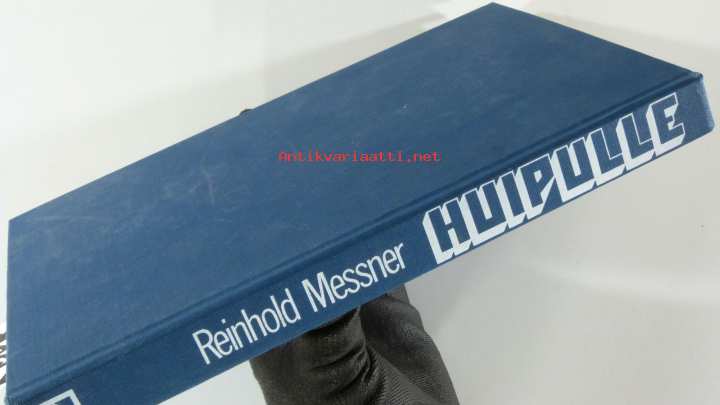 Antikvariaatti.net
Reinhold Messner HUIPULLE